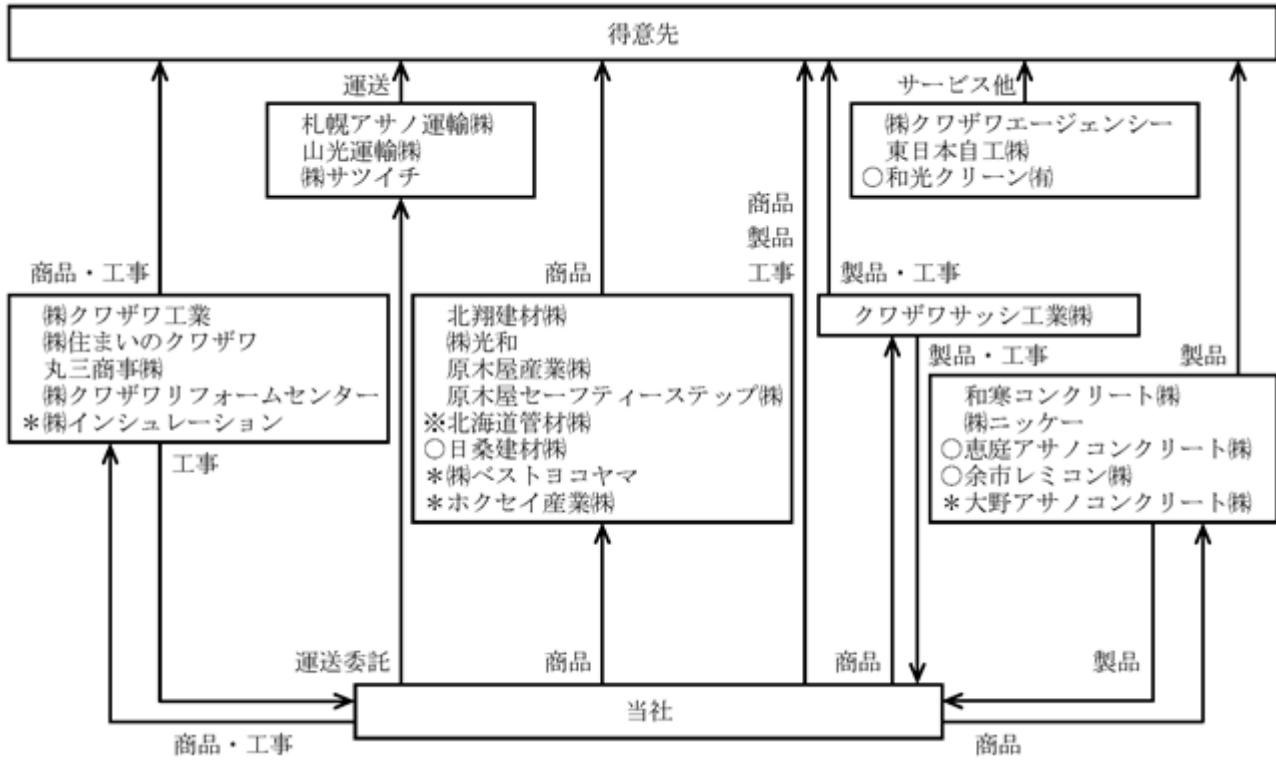 得意先
運送
札幌アサノ運輸㈱
山光運輸㈱
㈱サツイチ
サービス他
㈱クワザワエージェンシー
東日本自工㈱
○和光クリーン㈲
商品・工事
㈱クワザワ工業
㈱住まいのクワザワ
丸三商事㈱
㈱クワザワリフォームセンター
＊㈱インシュレーション
商品
北翔建材㈱
㈱光和
原木屋産業㈱
原木屋セーフティーステップ㈱
※北海道管材㈱
○日桑建材㈱
＊㈱ベストヨコヤマ
＊ホクセイ産業㈱
商品
製品
工事
製品・工事
クワザワサッシ工業㈱
製品・工事
製品
和寒コンクリート㈱
㈱ニッケー
○恵庭アサノコンクリート㈱
○余市レミコン㈱
＊大野アサノコンクリート㈱
工事
運送委託
商品
商品
製品
当社
商品・工事
商品